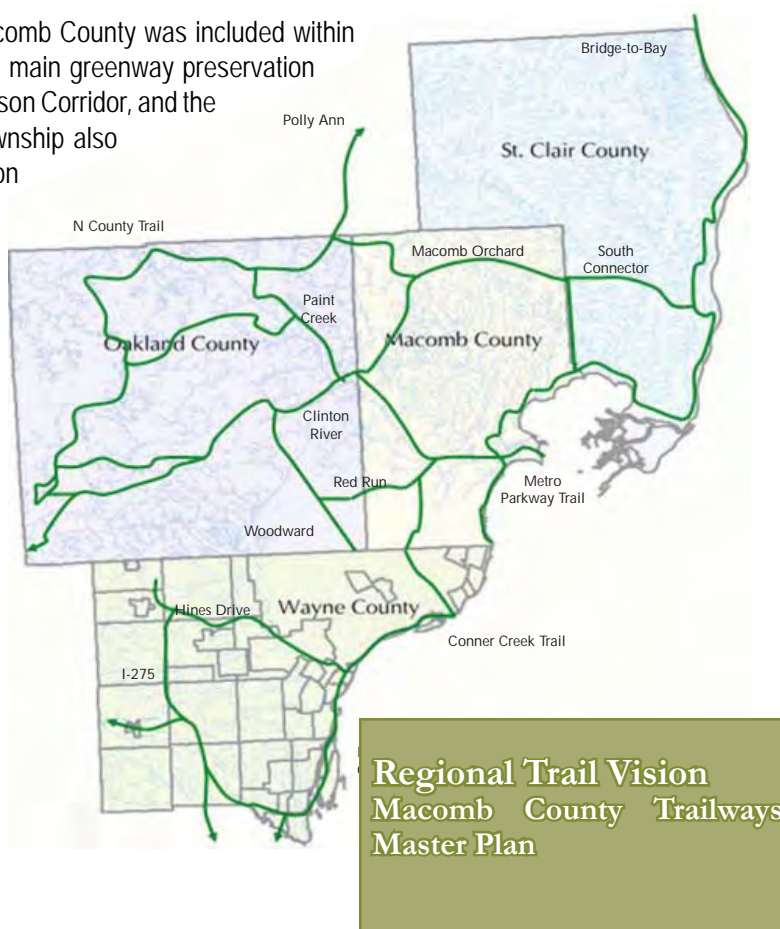 comb County was included within
main greenway preservation
son Corridor, and the
wnship also
on
Bridge-to-Bay
Polly Ann
St. Clair County
N County Trail
Macomb Orchard
South
Connector
Paint
Creek
Oakland County
Macomb County
Clinton
River
Red Run
Metro
Parkway Trail
Woodward
Hines Drive
Wayne County
Conner Creek Trail
I-275
Regional Trail Vision
Macomb County Trailways
Master Plan